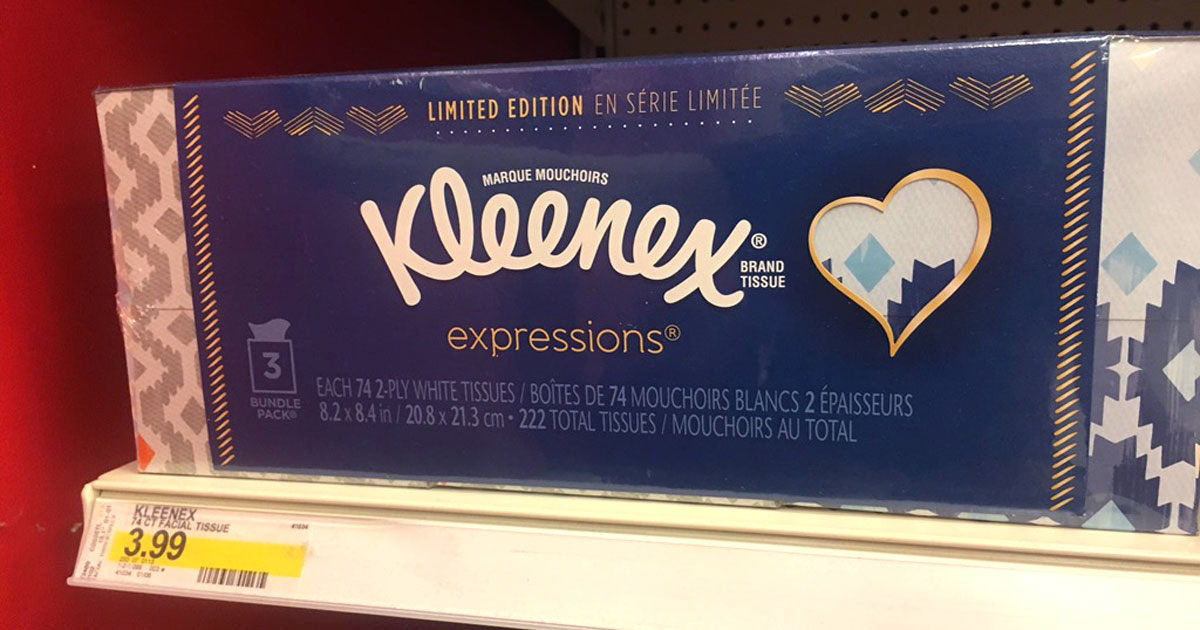 LIMITED EDITION EN SÉRIE LIMITÉE
MARQUE MOUCHOIRS
Kleenex®
BRAND
TISSUE
expressions®
3
BUNDLE
PACK®
EACH 74 2-PLY WHITE TISSUES / BOÎTES DE 74 MOUCHOIRS BLANCS 2 ÉPAISSEURS
8.2 x 8.4 in / 20.8 x 21.3 cm • 222 TOTAL TISSUES / MOUCHOIRS AU TOTAL
KLEENEX
74 CT FACIAL TISSUE
3.99